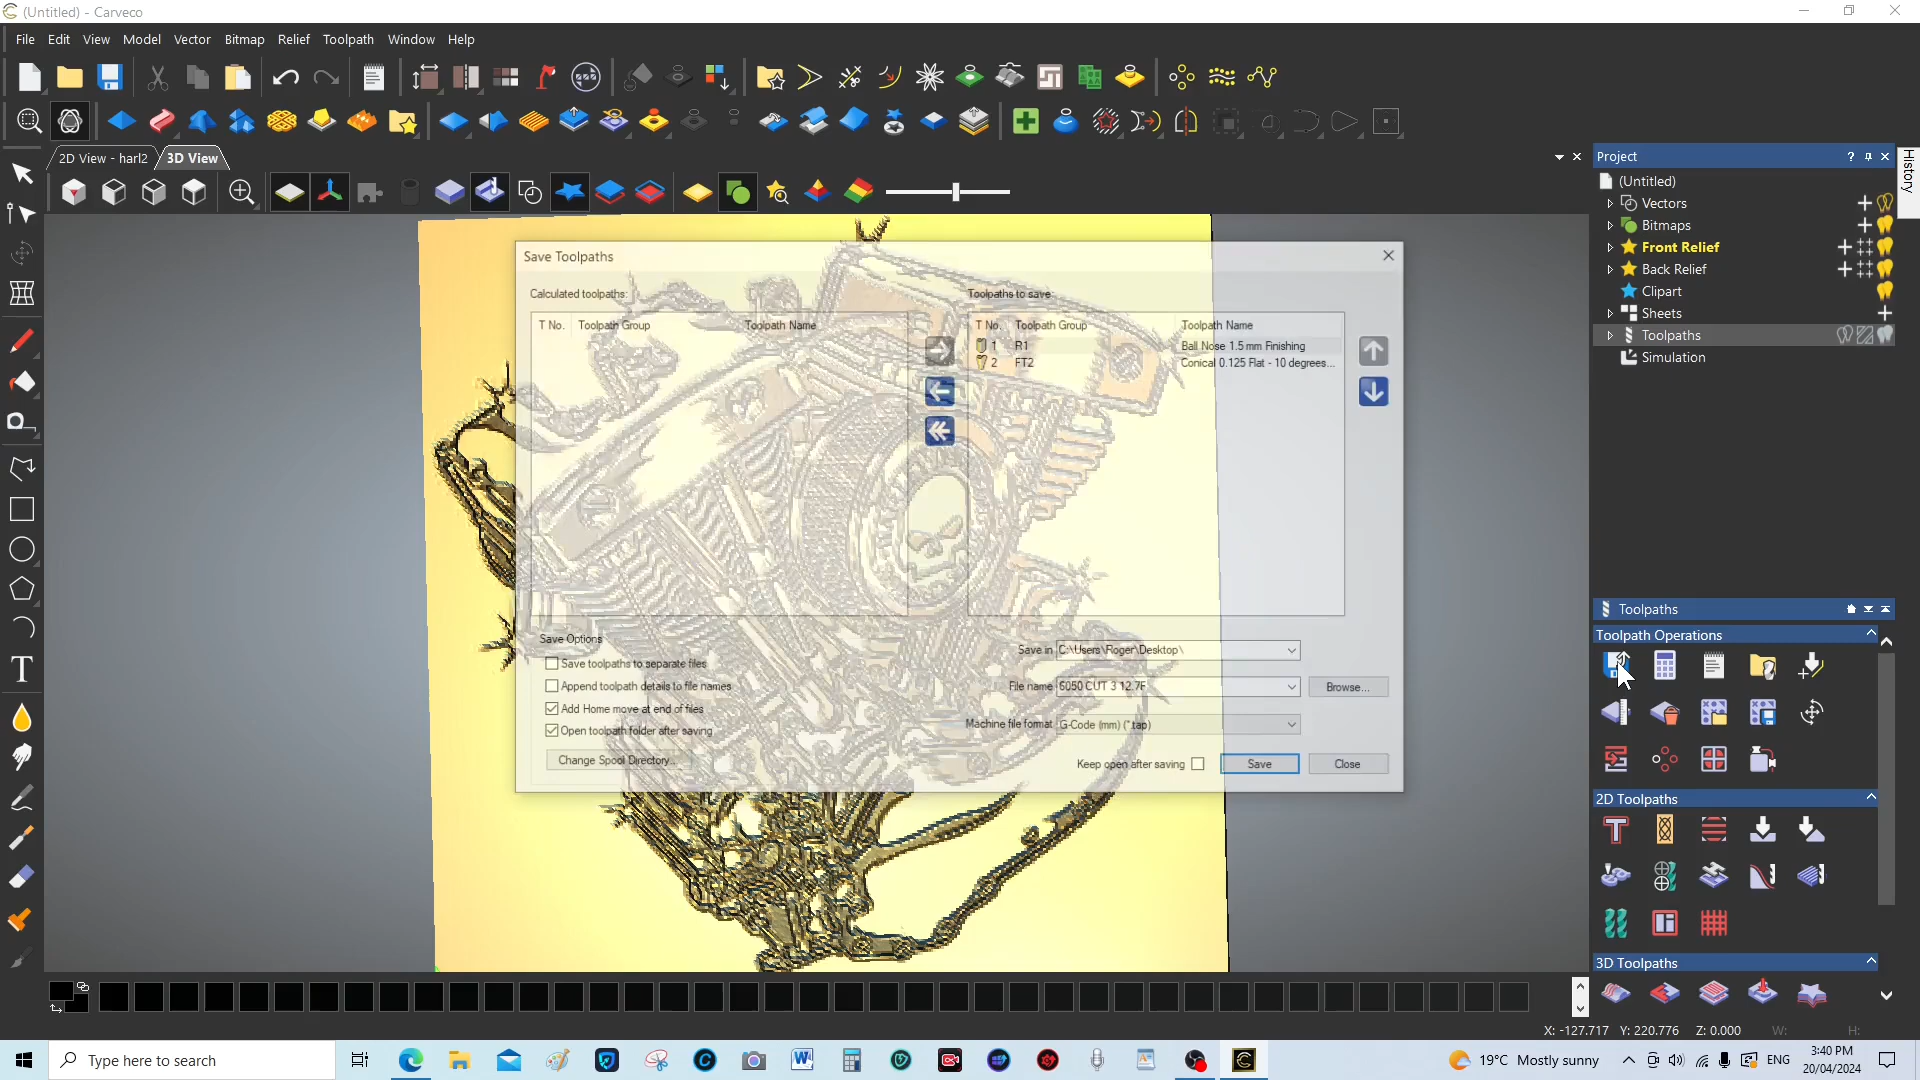 (Untitled) - Carveco
File Edit View Model Vector Bitmap Relief Toolpath Window Help
2D View - harl2 3D View
Project
History
(Untitled)
Vectors
Bitmaps
Front Relief
Back Relief
Clipart
Sheets
Toolpaths
Simulation
Save Toolpaths
Calculated toolpaths:
T No. Toolpath Group Toolpath Name
Toolpaths to save
T No. Toolpath Group Toolpath Name
1 R1 Ball Nose 1.5 mm Finishing
2 FT2 Conical 0.125 Flat - 10 degrees...
Save Options
Save toolpaths to separate files
Append toolpath details to file names
Add Home move at end of files
Open toolpath folder after saving
Change Spool Directory...
Save in C:\Users\Roger\Desktop\
File name 6050 CUT 3 12.7F Browse...
Machine file format G-Code (mm) (*.tap)
Keep open after saving Save Close
Toolpaths
Toolpath Operations
2D Toolpaths
3D Toolpaths
X: -127.717 Y: 220.776 Z: 0.000 W: H:
Type here to search
19°C Mostly sunny
ENG
3:40 PM
20/04/2024